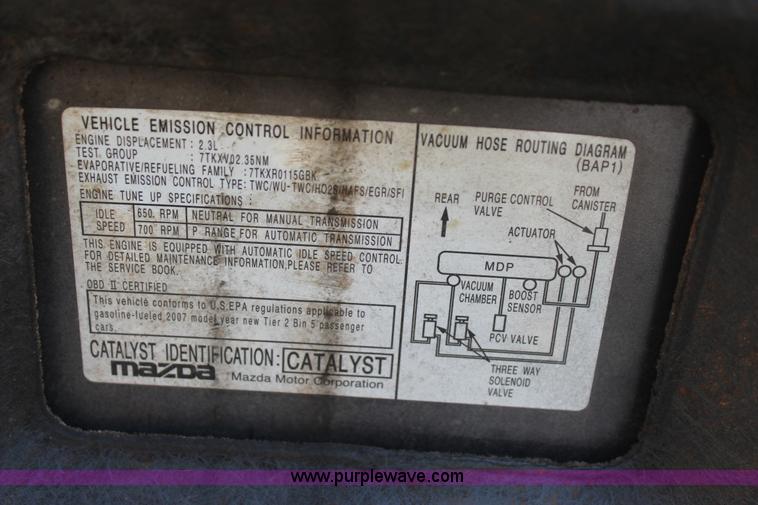 VEHICLE EMISSION CONTROL INFORMATION
ENGINE DISPLACEMENT : 2.3L
TEST GROUP : 7TKXV02.35NM
EVAPORATIVE/REFUELING FAMILY : 7TKXR0115GBK
EXHAUST EMISSION CONTROL TYPE: TWC/WU-TWC/HO2S/HAFS/EGR/SFI
ENGINE TUNE UP SPECIFICATIONS :
IDLE SPEED
650 RPM NEUTRAL FOR MANUAL TRANSMISSION
700 RPM P RANGE FOR AUTOMATIC TRANSMISSION
THIS ENGINE IS EQUIPPED WITH AUTOMATIC IDLE SPEED CONTROL.
FOR DETAILED MAINTENANCE INFORMATION, PLEASE REFER TO
THE SERVICE BOOK.
OBD II CERTIFIED
This vehicle conforms to U.S.EPA regulations applicable to
gasoline-fueled 2007 model year new Tier 2 Bin 5 passenger
cars.
CATALYST IDENTIFICATION: CATALYST
mazda Mazda Motor Corporation
VACUUM HOSE ROUTING DIAGRAM
(BAP1)
REAR
PURGE CONTROL
VALVE
FROM
CANISTER
ACTUATOR
MDP
VACUUM
CHAMBER
BOOST
SENSOR
PCV VALVE
THREE WAY
SOLENOID
VALVE
www.purplewave.com